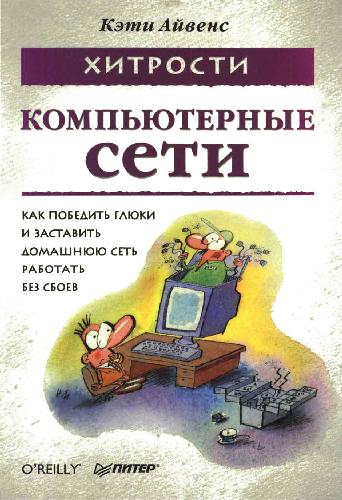 Кэти Айвенс
ХИТРОСТИ
КОМПЬЮТЕРНЫЕ
СЕТИ
КАК ПОБЕДИТЬ ГЛЮКИ
И ЗАСТАВИТЬ
ДОМАШНЮЮ СЕТЬ
РАБОТАТЬ
БЕЗ СБОЕВ
O'REILLY ПИТЕР